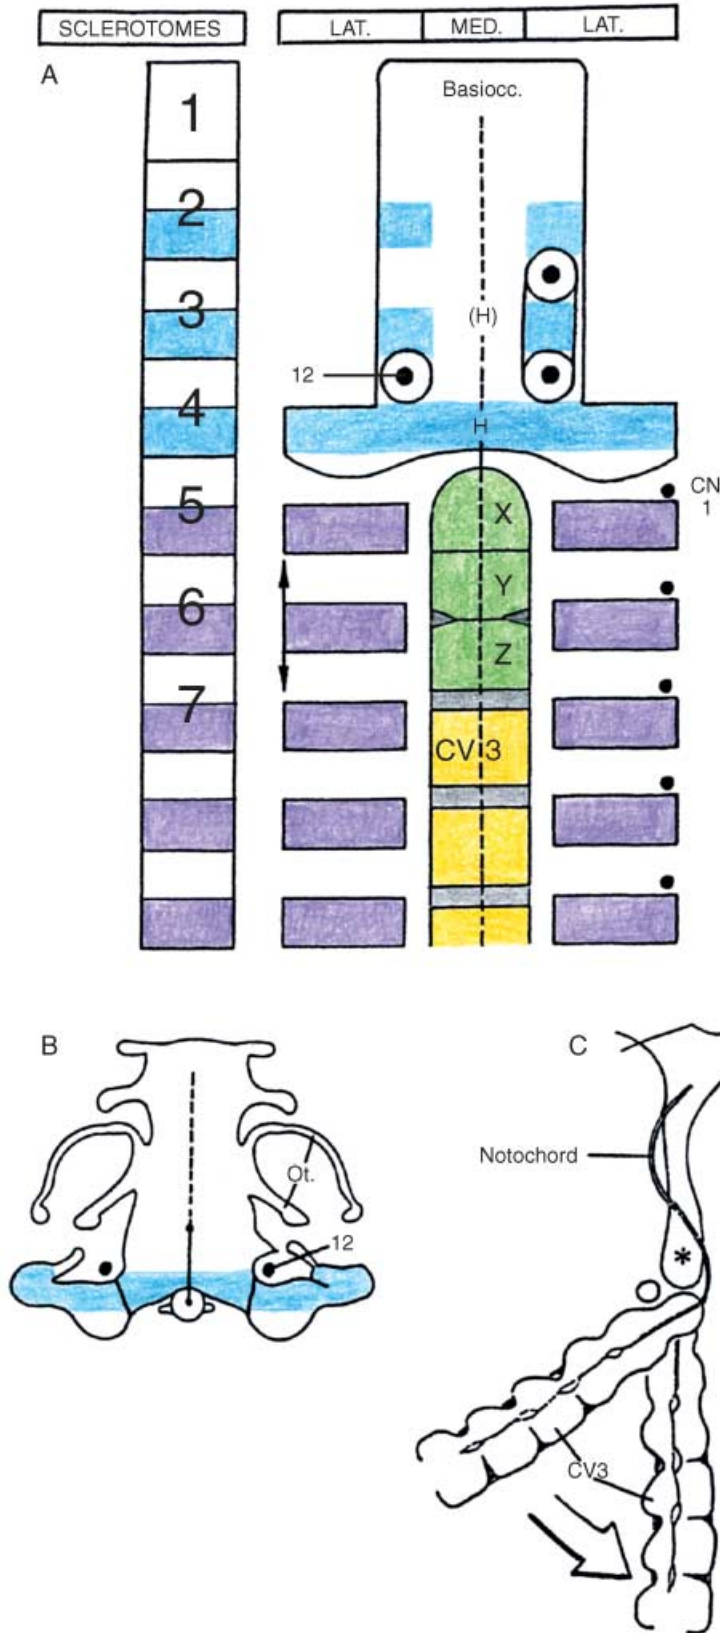 SCLEROTOMES
LAT.
MED.
LAT.
A
Basiocc.
1
2
3
(H)
12
4
H
5
X
CN
1
6
Y
Z
7
CV 3
B
C
Ot.
Notochord
12
*
CV3